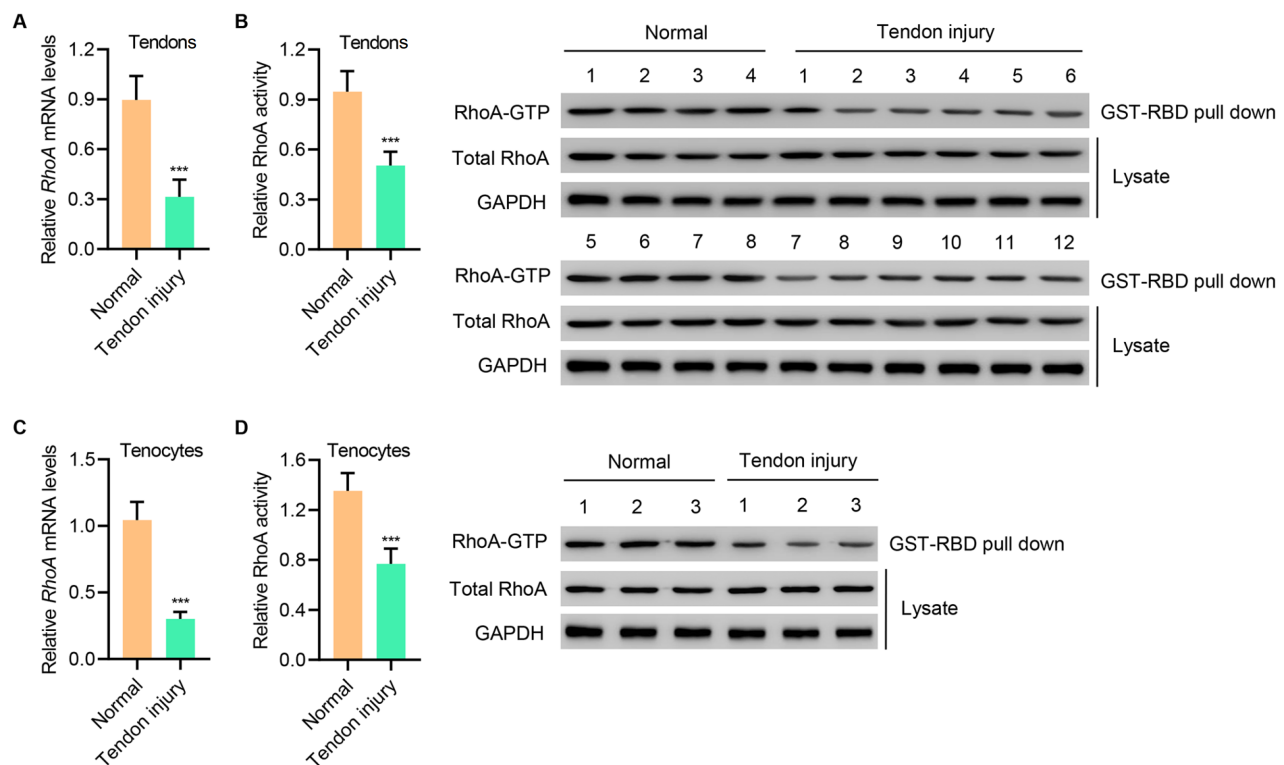 A
Tendons
Relative RhoA mRNA levels
1.2
0.9
0.6
0.3
0.0
***
Normal
Tendon injury
B
Tendons
Relative RhoA activity
1.2
0.9
0.6
0.3
0.0
***
Normal
Tendon injury
Normal Tendon injury
1 2 3 4 1 2 3 4 5 6
RhoA-GTP GST-RBD pull down
Total RhoA
Lysate
GAPDH
5 6 7 8 7 8 9 10 11 12
RhoA-GTP GST-RBD pull down
Total RhoA
Lysate
GAPDH
C
Tenocytes
Relative RhoA mRNA levels
1.5
1.0
0.5
0.0
***
Normal
Tendon injury
D
Tenocytes
Relative RhoA activity
1.6
1.2
0.8
0.4
0.0
***
Normal
Tendon injury
Normal Tendon injury
1 2 3 1 2 3
RhoA-GTP GST-RBD pull down
Total RhoA
Lysate
GAPDH